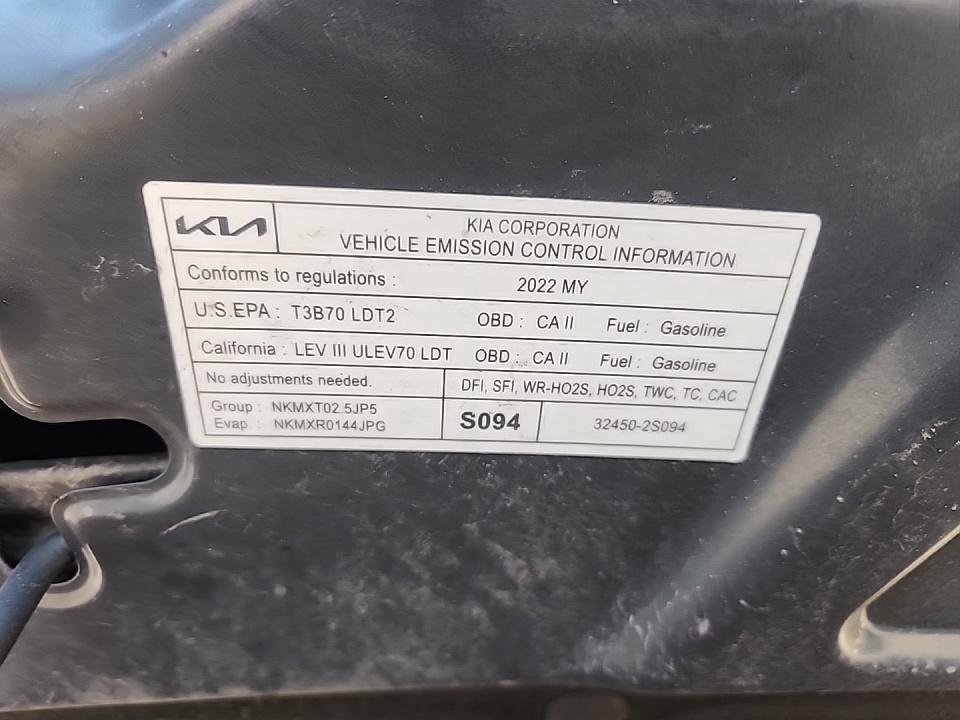 KIA
KIA CORPORATION
VEHICLE EMISSION CONTROL INFORMATION
Conforms to regulations : 2022 MY
U.S.EPA : T3B70 LDT2 OBD : CA II Fuel : Gasoline
California : LEV III ULEV70 LDT OBD : CA II Fuel : Gasoline
No adjustments needed. DFI, SFI, WR-HO2S, HO2S, TWC, TC, CAC
Group : NKMXT02.5JP5
Evap. : NKMXR0144JPG
S094 32450-2S094